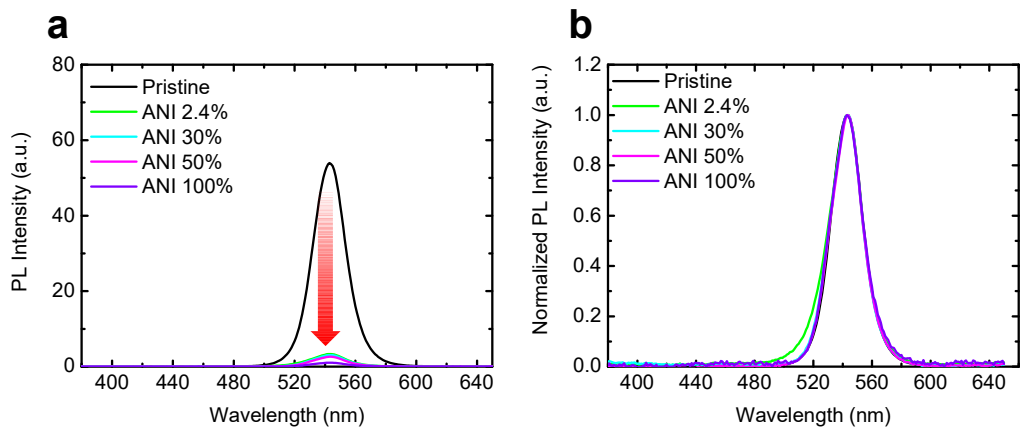 a
80
60
40
20
0
PL Intensity (a.u.)
Pristine
ANI 2.4%
ANI 30%
ANI 50%
ANI 100%
400 440 480 520 560 600 640
Wavelength (nm)
b
1.2
1.0
0.8
0.6
0.4
0.2
0.0
Normalized PL Intensity (a.u.)
Pristine
ANI 2.4%
ANI 30%
ANI 50%
ANI 100%
400 440 480 520 560 600 640
Wavelength (nm)